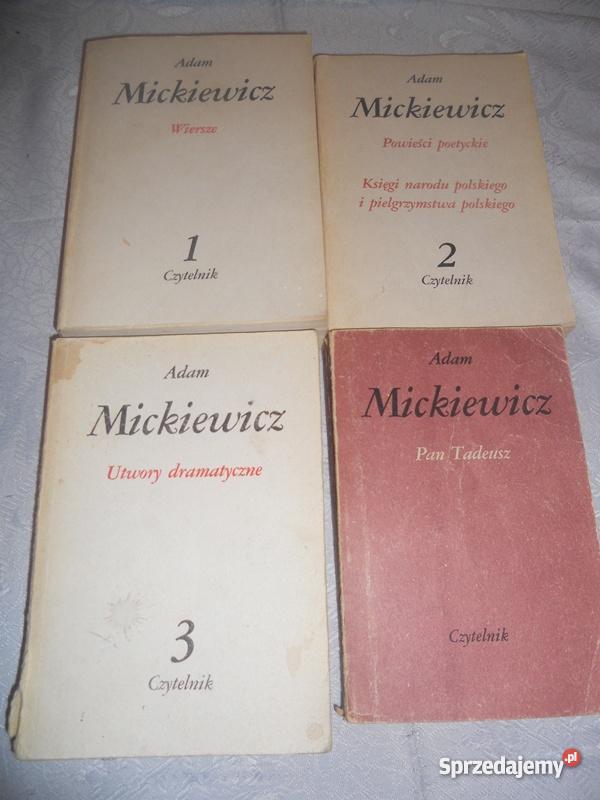 Adam
Mickiewicz
Wiersze
1
Czytelnik
Adam
Mickiewicz
Powieści poetyckie
Księgi narodu polskiego
i pielgrzymstwa polskiego
2
Czytelnik
Adam
Mickiewicz
Utwory dramatyczne
3
Czytelnik
Adam
Mickiewicz
Pan Tadeusz
Czytelnik
Sprzedajemy.pl